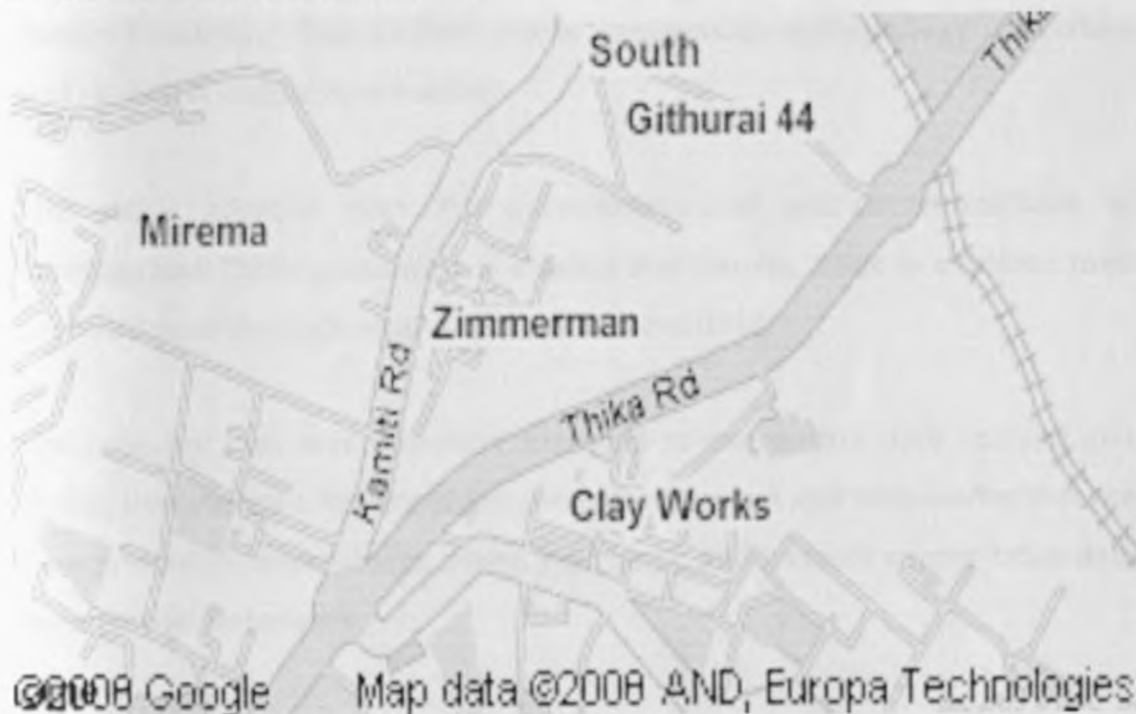 Thika
South
Githurai 44
Mirema
Zimmerman
Kamiti Rd
Thika Rd
Clay Works
©2008 Google Map data ©2008 AND, Europa Technologies